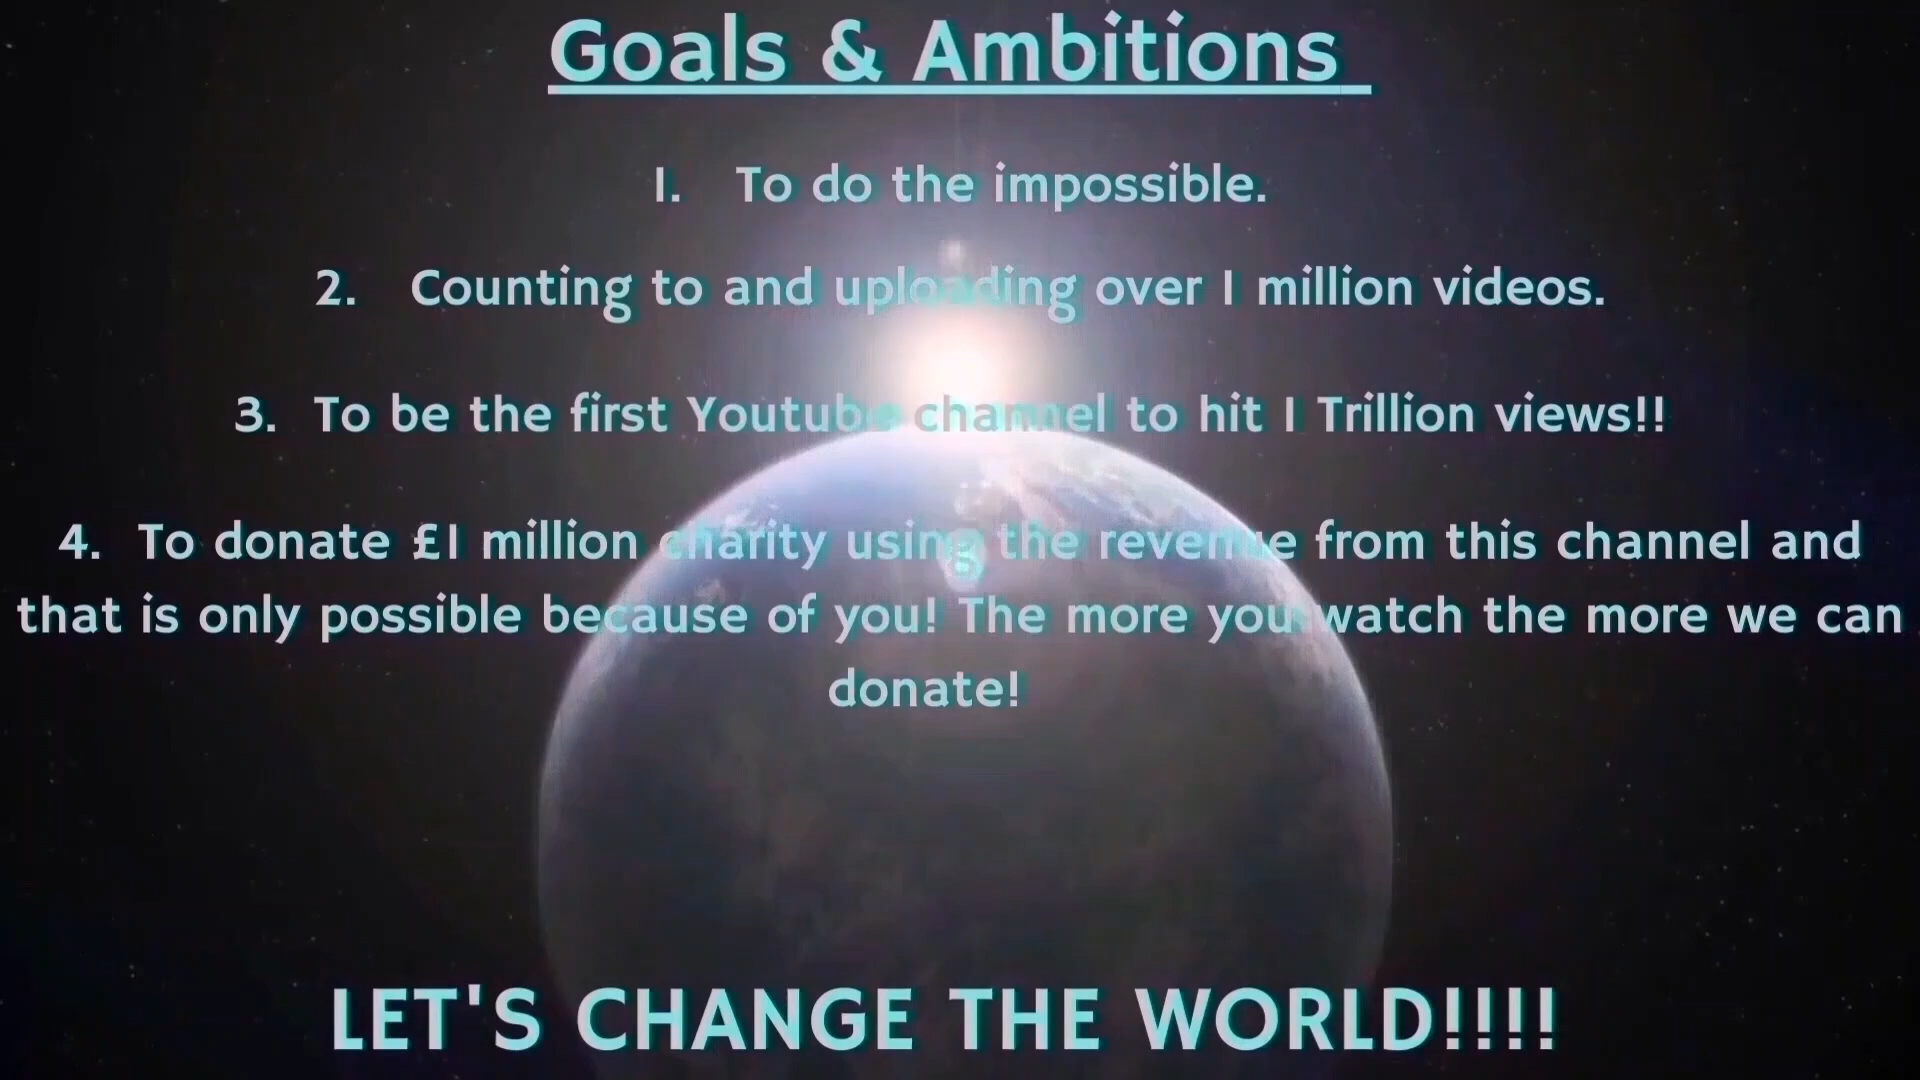 Goals & Ambitions
1. To do the impossible.
2. Counting to and uploading over 1 million videos.
3. To be the first Youtube channel to hit 1 Trillion views!!
4. To donate £1 million charity using the revenue from this channel and
that is only possible because of you! The more you watch the more we can
donate!
LET'S CHANGE THE WORLD!!!!